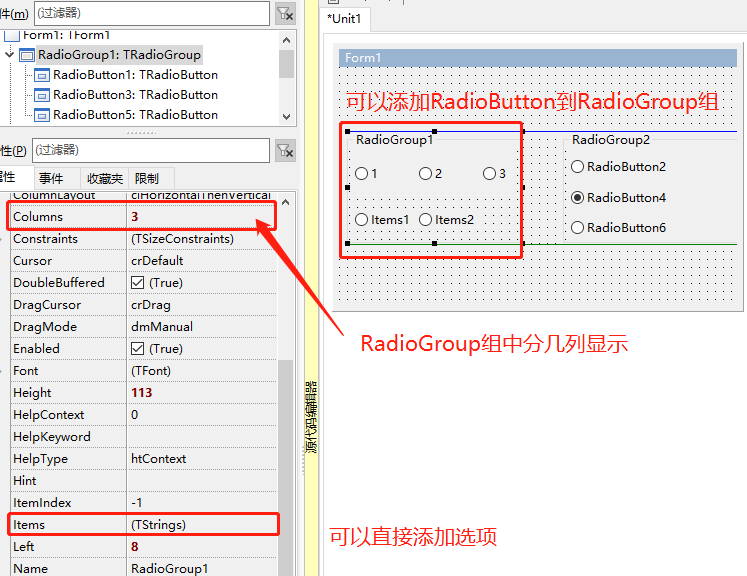 件(m) (过滤器)
Form1: TForm1
RadioGroup1: TRadioGroup
RadioButton1: TRadioButton
RadioButton3: TRadioButton
RadioButton5: TRadioButton
性(P) (过滤器)
属性 事件 收藏夹 限制
ColumnLayout clHorizontalThenVertical
Columns 3
Constraints (TSizeConstraints)
Cursor crDefault
DoubleBuffered (True)
DragCursor crDrag
DragMode dmManual
Enabled (True)
Font (TFont)
Height 113
HelpContext 0
HelpKeyword
HelpType htContext
Hint
ItemIndex -1
Items (TStrings)
Left 8
Name RadioGroup1
源代码编辑器
*Unit1
Form1
可以添加RadioButton到RadioGroup组
RadioGroup1
1 2 3
Items1 Items2
RadioGroup2
RadioButton2
RadioButton4
RadioButton6
RadioGroup组中分几列显示
可以直接添加选项